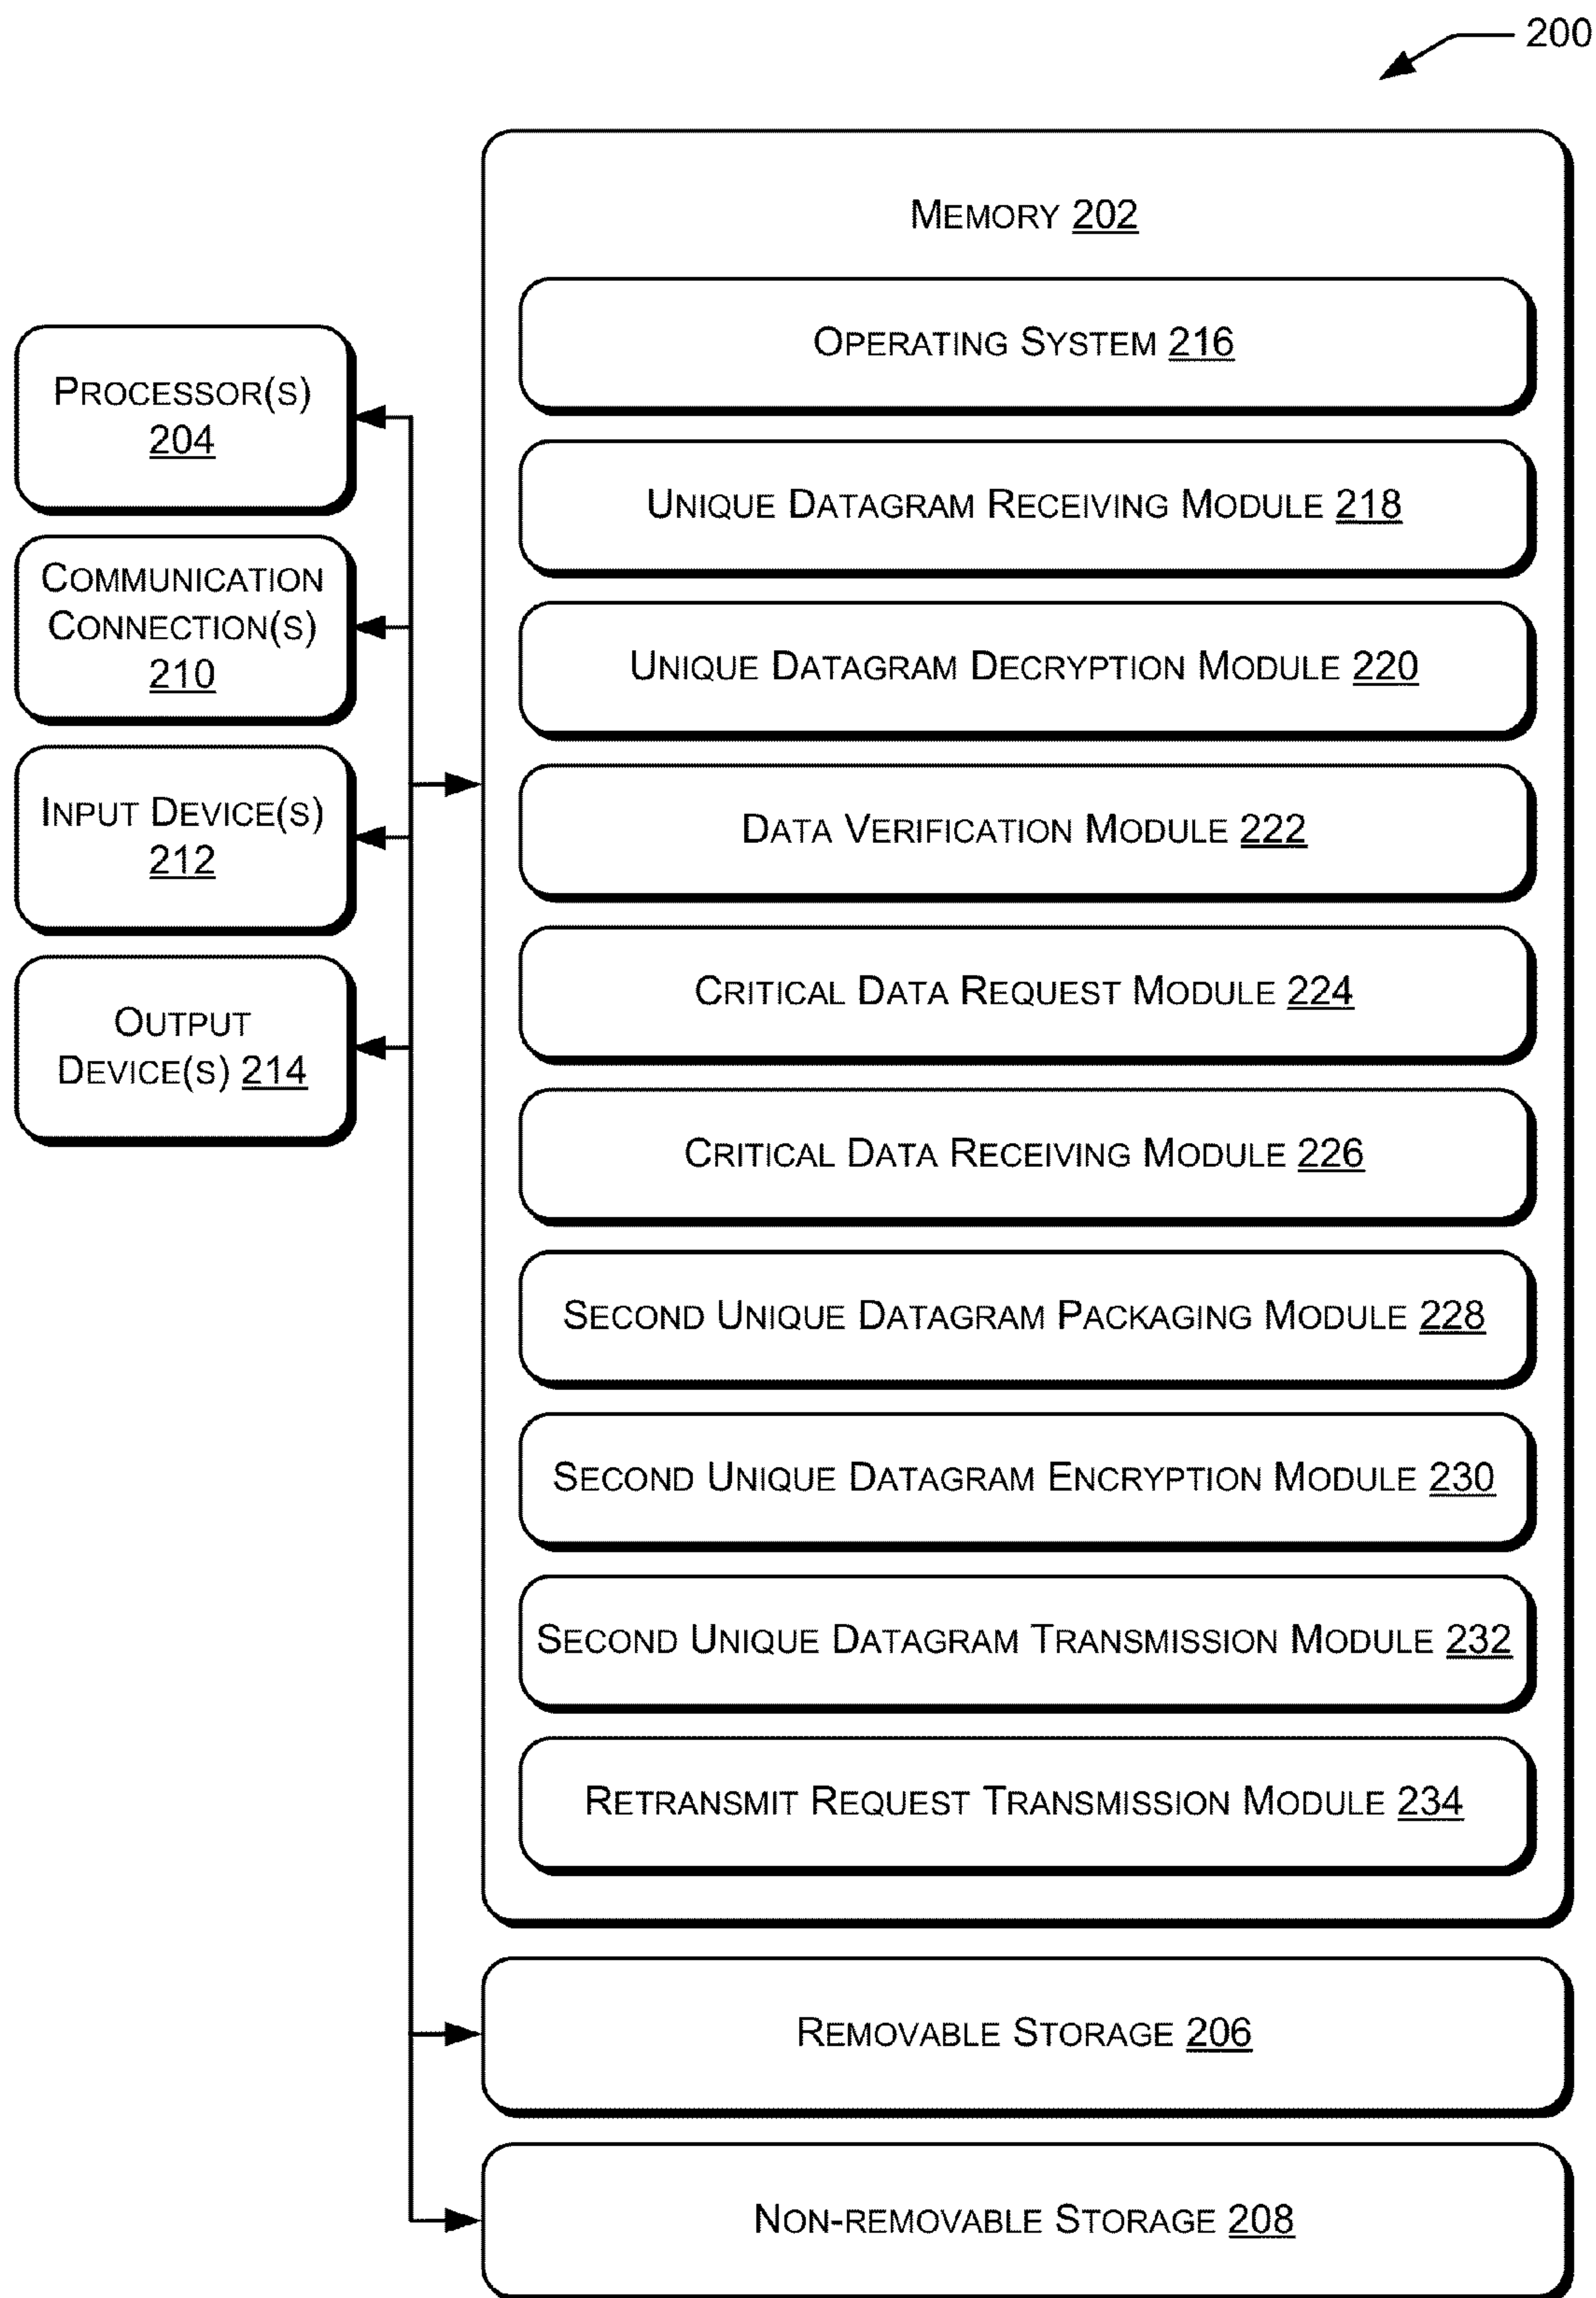 200
MEMORY 202
OPERATING SYSTEM 216
UNIQUE DATAGRAM RECEIVING MODULE 218
UNIQUE DATAGRAM DECRYPTION MODULE 220
DATA VERIFICATION MODULE 222
CRITICAL DATA REQUEST MODULE 224
CRITICAL DATA RECEIVING MODULE 226
SECOND UNIQUE DATAGRAM PACKAGING MODULE 228
SECOND UNIQUE DATAGRAM ENCRYPTION MODULE 230
SECOND UNIQUE DATAGRAM TRANSMISSION MODULE 232
RETRANSMIT REQUEST TRANSMISSION MODULE 234
PROCESSOR(S)
204
COMMUNICATION
CONNECTION(S)
210
INPUT DEVICE(S)
212
OUTPUT
DEVICE(S) 214
REMOVABLE STORAGE 206
NON-REMOVABLE STORAGE 208